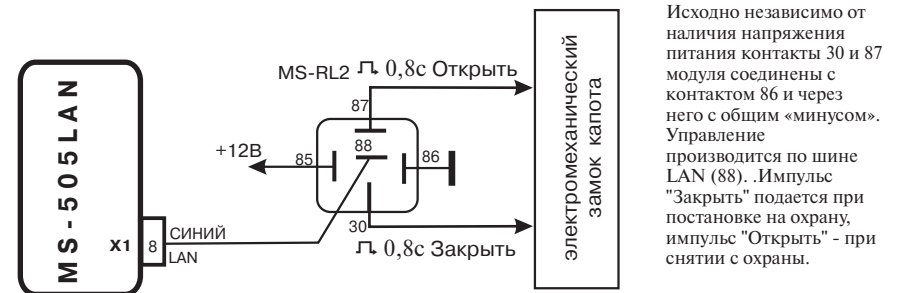 MS-505LAN
X1
8
СИНИЙ
LAN
+12В
MS-RL2 0,8с Открыть
87
88
85
86
30
0,8с Закрыть
электромеханический
замок капота
Исходно независимо от
наличия напряжения
питания контакты 30 и 87
модуля соединены с
контактом 86 и через
него с общим «минусом».
Управление
производится по шине
LAN (88). .Импульс
"Закрыть" подается при
постановке на охрану,
импульс "Открыть" - при
снятии с охраны.